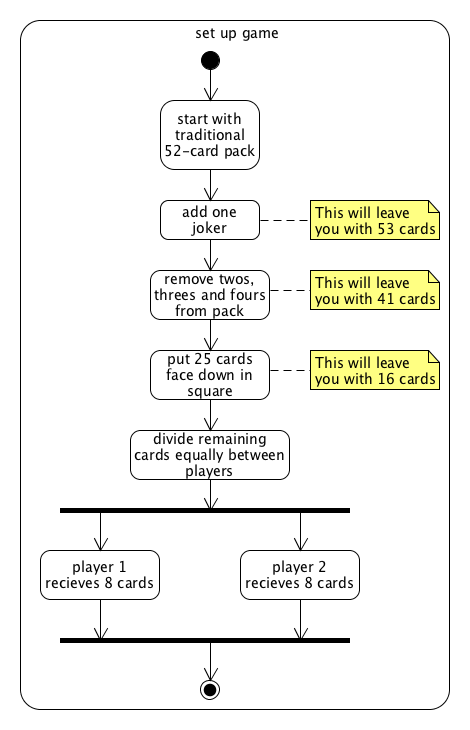 set up game
start with
traditional
52-card pack
add one
joker
This will leave
you with 53 cards
remove twos,
threes and fours
from pack
This will leave
you with 41 cards
put 25 cards
face down in
square
This will leave
you with 16 cards
divide remaining
cards equally between
players
player 1
recieves 8 cards
player 2
recieves 8 cards